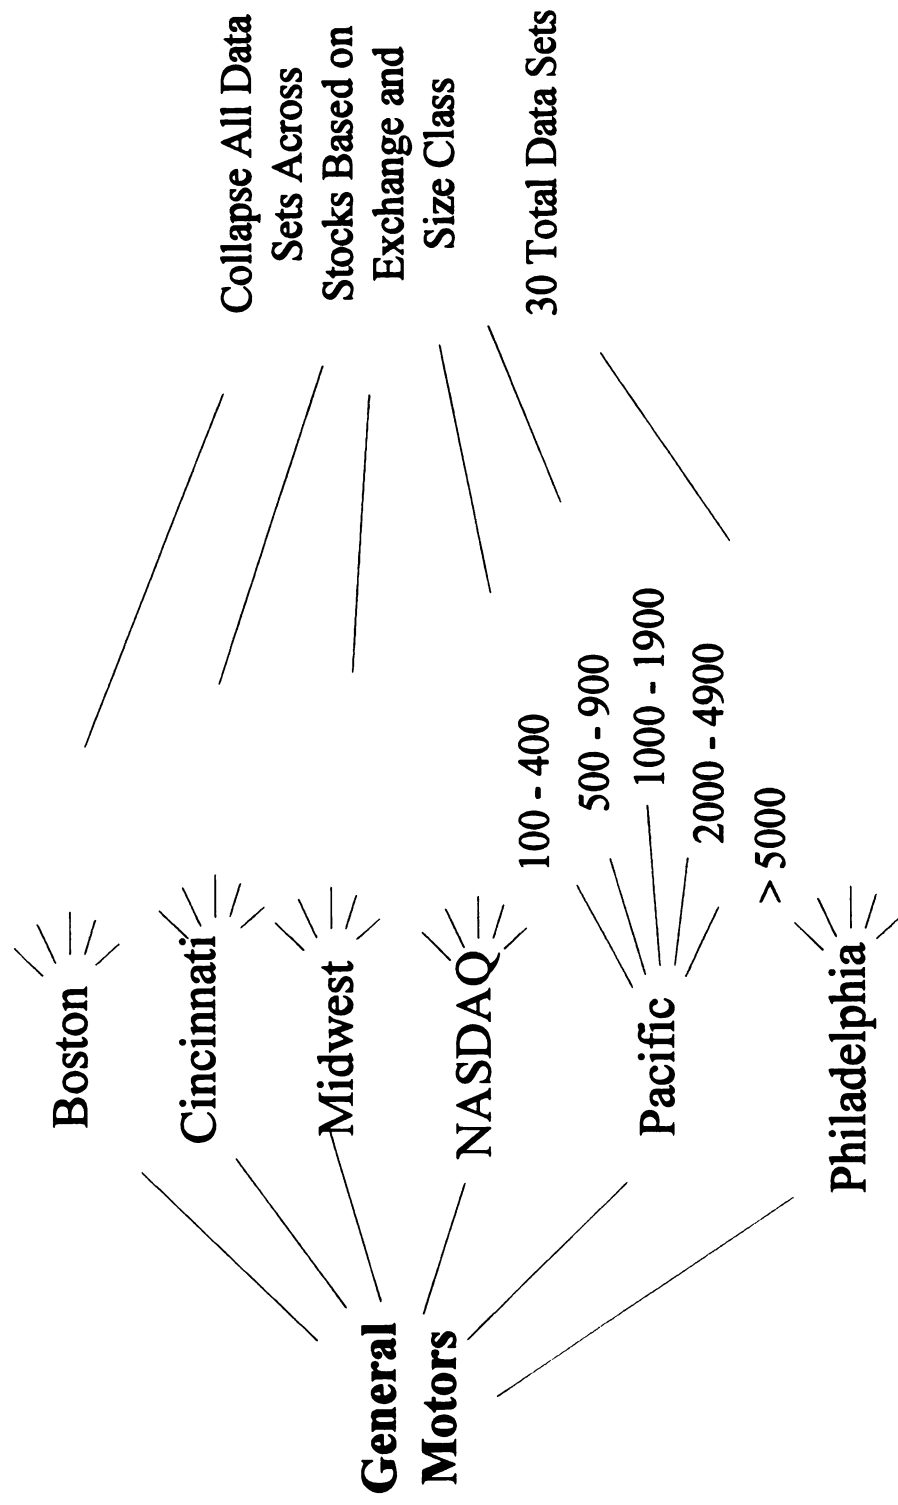 General
Motors
Boston
Cincinnati
Midwest
NASDAQ
Pacific
Philadelphia
100 - 400
500 - 900
1000 - 1900
2000 - 4900
> 5000
Collapse All Data
Sets Across
Stocks Based on
Exchange and
Size Class
30 Total Data Sets